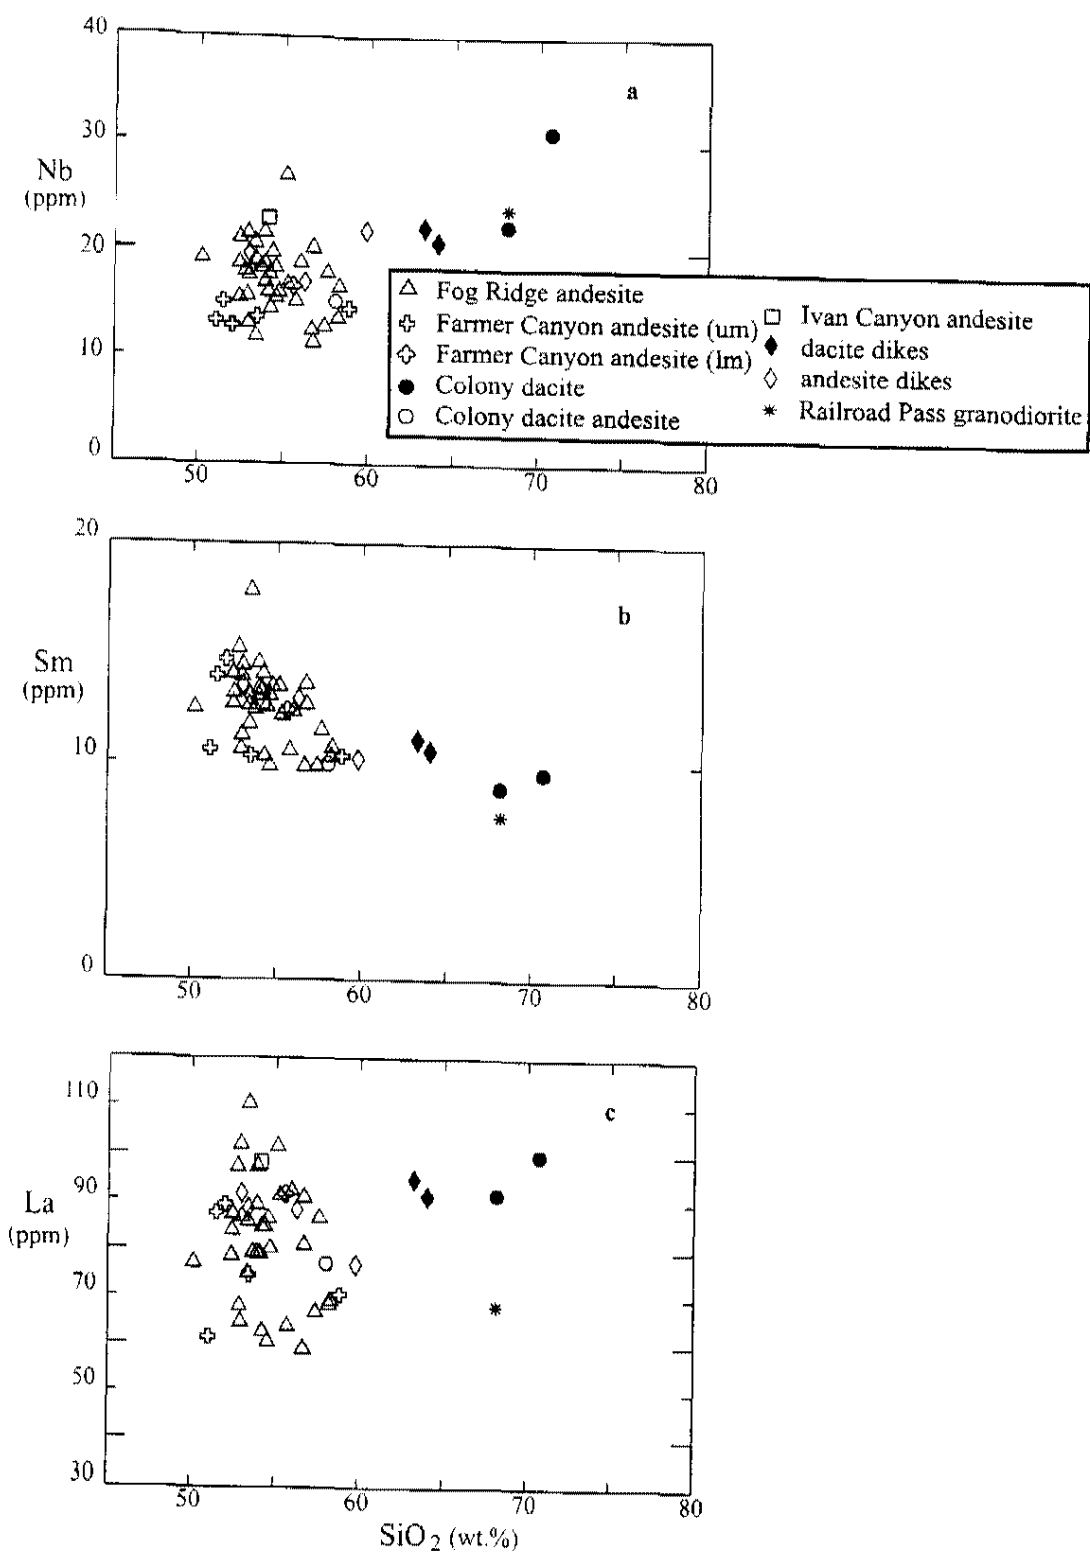 40
a
30
Nb
(ppm)
20
Fog Ridge andesite
Farmer Canyon andesite (um)
Farmer Canyon andesite (lm)
Colony dacite
Colony dacite andesite
Ivan Canyon andesite
dacite dikes
andesite dikes
Railroad Pass granodiorite
10
0
50 60 70 80
20
b
Sm
(ppm)
10
0
50 60 70 80
110
c
90
La
(ppm)
70
50
30
50 60 70 80
SiO2 (wt.%)